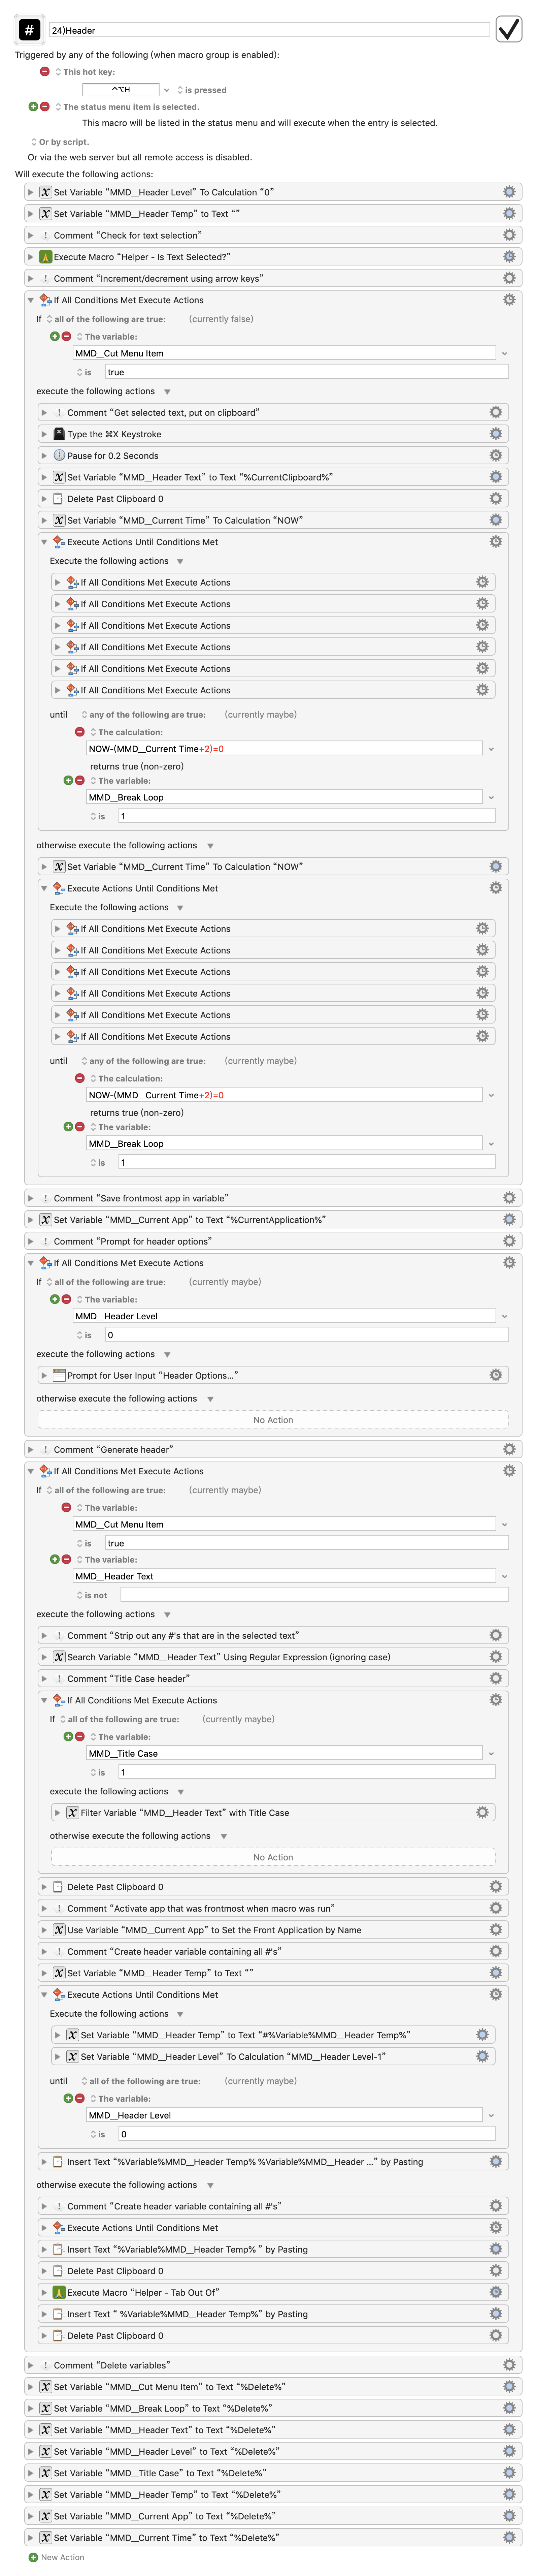 24)Header
Triggered by any of the following (when macro group is enabled):
This hot key:
^⌥H is pressed
The status menu item is selected.
This macro will be listed in the status menu and will execute when the entry is selected.
Or by script.
Or via the web server but all remote access is disabled.
Will execute the following actions:
Set Variable “MMD__Header Level” To Calculation “0”
Set Variable “MMD__Header Temp” to Text “”
Comment “Check for text selection”
Execute Macro “Helper - Is Text Selected?”
Comment “Increment/decrement using arrow keys”
If All Conditions Met Execute Actions
If all of the following are true: (currently false)
The variable:
MMD__Cut Menu Item
is true
execute the following actions
Comment “Get selected text, put on clipboard”
Type the ⌘X Keystroke
Pause for 0.2 Seconds
Set Variable “MMD__Header Text” to Text “%CurrentClipboard%”
Delete Past Clipboard 0
Set Variable “MMD__Current Time” To Calculation “NOW”
Execute Actions Until Conditions Met
Execute the following actions
If All Conditions Met Execute Actions
If All Conditions Met Execute Actions
If All Conditions Met Execute Actions
If All Conditions Met Execute Actions
If All Conditions Met Execute Actions
If All Conditions Met Execute Actions
until any of the following are true: (currently maybe)
The calculation:
NOW-(MMD__Current Time+2)=0
returns true (non-zero)
The variable:
MMD__Break Loop
is 1
otherwise execute the following actions
Set Variable “MMD__Current Time” To Calculation “NOW”
Execute Actions Until Conditions Met
Execute the following actions
If All Conditions Met Execute Actions
If All Conditions Met Execute Actions
If All Conditions Met Execute Actions
If All Conditions Met Execute Actions
If All Conditions Met Execute Actions
If All Conditions Met Execute Actions
until any of the following are true: (currently maybe)
The calculation:
NOW-(MMD__Current Time+2)=0
returns true (non-zero)
The variable:
MMD__Break Loop
is 1
Comment “Save frontmost app in variable”
Set Variable “MMD__Current App” to Text “%CurrentApplication%”
Comment “Prompt for header options”
If All Conditions Met Execute Actions
If all of the following are true: (currently maybe)
The variable:
MMD__Header Level
is 0
execute the following actions
Prompt for User Input “Header Options…”
otherwise execute the following actions
No Action
Comment “Generate header”
If All Conditions Met Execute Actions
If all of the following are true: (currently maybe)
The variable:
MMD__Cut Menu Item
is true
The variable:
MMD__Header Text
is not
execute the following actions
Comment “Strip out any #'s that are in the selected text”
Search Variable “MMD__Header Text” Using Regular Expression (ignoring case)
Comment “Title Case header”
If All Conditions Met Execute Actions
If all of the following are true: (currently maybe)
The variable:
MMD__Title Case
is 1
execute the following actions
Filter Variable “MMD__Header Text” with Title Case
otherwise execute the following actions
No Action
Delete Past Clipboard 0
Comment “Activate app that was frontmost when macro was run”
Use Variable “MMD__Current App” to Set the Front Application by Name
Comment “Create header variable containing all #'s”
Set Variable “MMD__Header Temp” to Text “”
Execute Actions Until Conditions Met
Execute the following actions
Set Variable “MMD__Header Temp” to Text “#%Variable%MMD__Header Temp%”
Set Variable “MMD__Header Level” To Calculation “MMD__Header Level-1”
until all of the following are true: (currently maybe)
The variable:
MMD__Header Level
is 0
Insert Text “%Variable%MMD__Header Temp% %Variable%MMD__Header …” by Pasting
otherwise execute the following actions
Comment “Create header variable containing all #'s”
Execute Actions Until Conditions Met
Insert Text “%Variable%MMD__Header Temp% ” by Pasting
Delete Past Clipboard 0
Execute Macro “Helper - Tab Out Of”
Insert Text “ %Variable%MMD__Header Temp%” by Pasting
Delete Past Clipboard 0
Comment “Delete variables”
Set Variable “MMD__Cut Menu Item” to Text “%Delete%”
Set Variable “MMD__Break Loop” to Text “%Delete%”
Set Variable “MMD__Header Text” to Text “%Delete%”
Set Variable “MMD__Header Level” to Text “%Delete%”
Set Variable “MMD__Title Case” to Text “%Delete%”
Set Variable “MMD__Header Temp” to Text “%Delete%”
Set Variable “MMD__Current App” to Text “%Delete%”
Set Variable “MMD__Current Time” to Text “%Delete%”
New Action